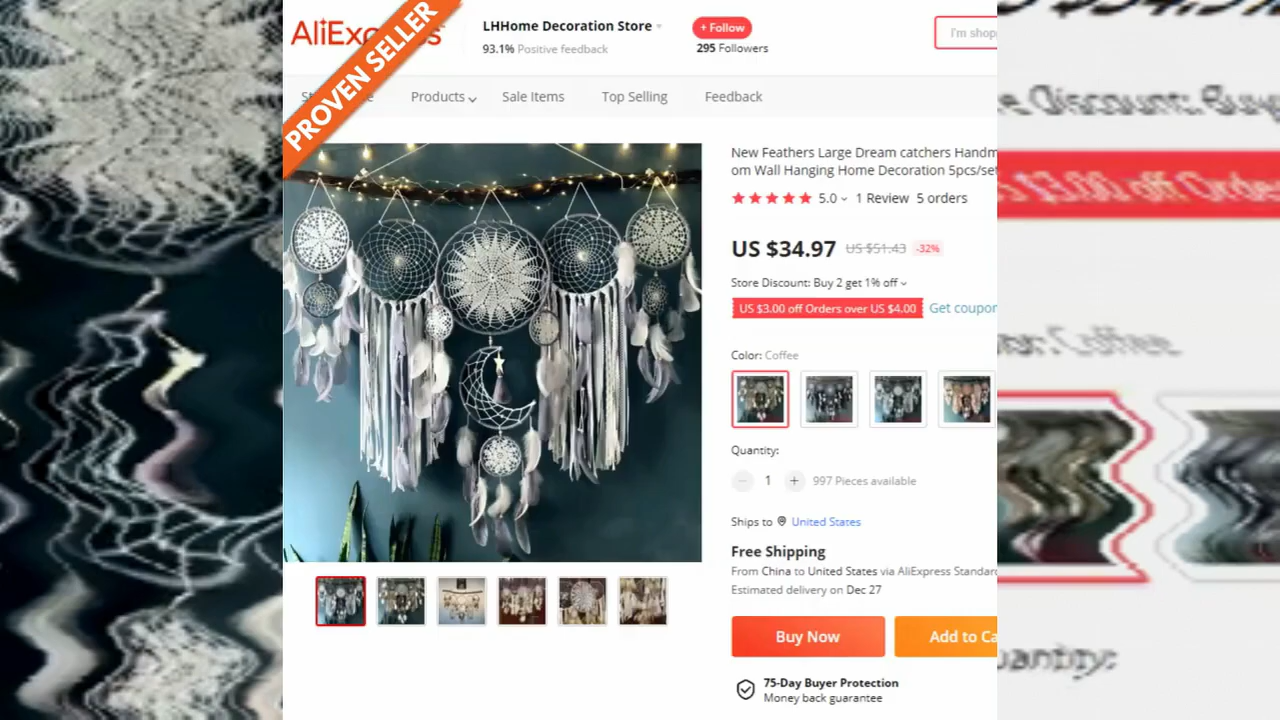 PROVEN SELLER
AliExpress
LHHome Decoration Store
+ Follow
93.1% Positive feedback
295 Followers
I'm shop
Products
Sale Items
Top Selling
Feedback
New Feathers Large Dream catchers Handm
om Wall Hanging Home Decoration 5pcs/set
5.0
1 Review
5 orders
US $34.97
US $51.43
-32%
Store Discount: Buy 2 get 1% off
US $3.00 off Orders over US $4.00
Get coupon
Color: Coffee
Quantity:
1
997 Pieces available
Ships to
United States
Free Shipping
From China to United States via AliExpress Standard
Estimated delivery on Dec 27
Buy Now
Add to Ca
75-Day Buyer Protection
Money back guarantee